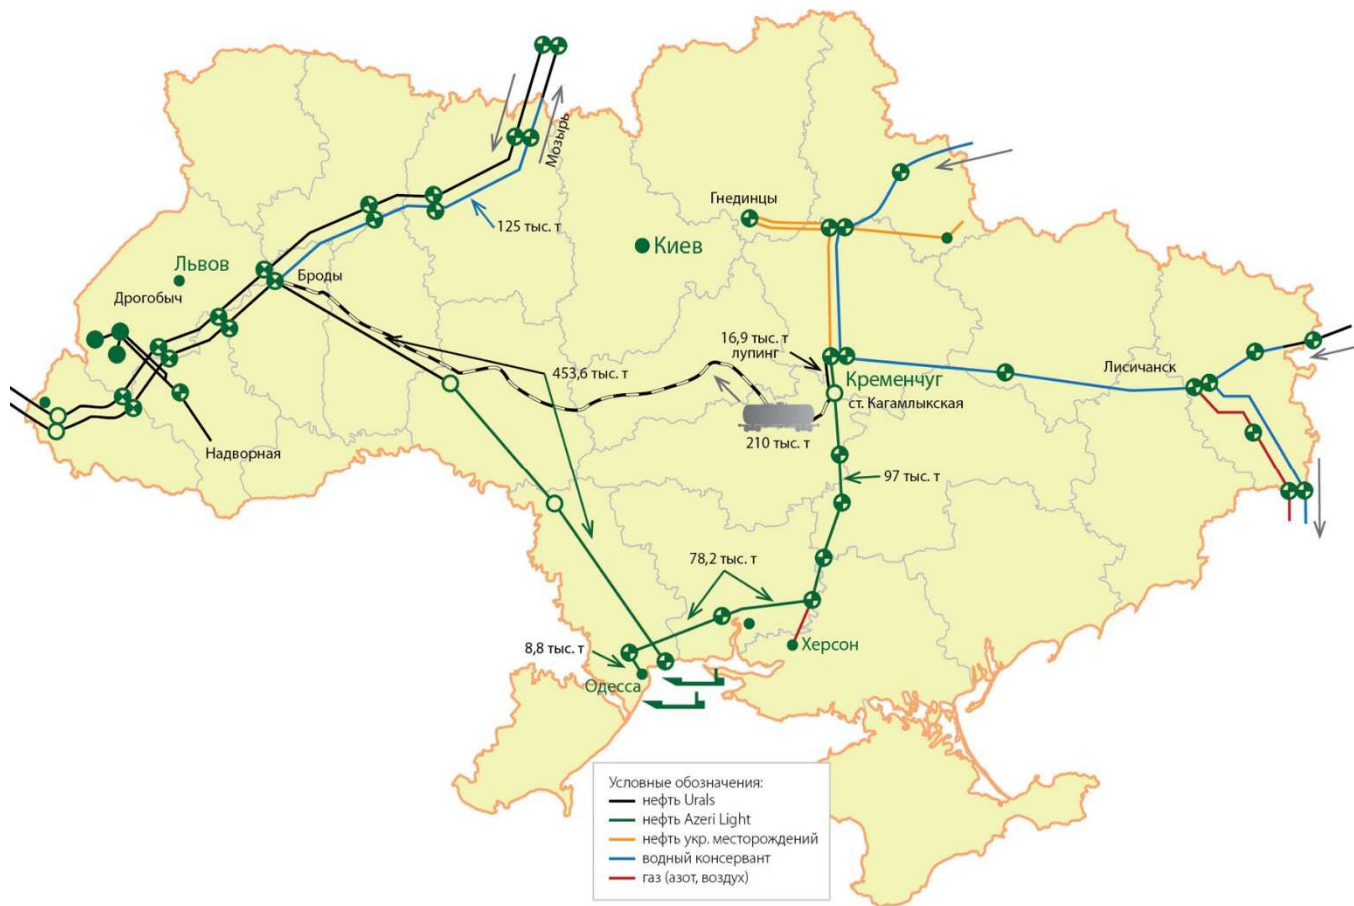 Мозырь
Гнединцы
125 тыс. т
Киев
Львов
Броды
Дрогобыч
16,9 тыс. т
лупинг
Лисичанск
453,6 тыс. т
Кременчуг
ст. Кагамлыкская
210 тыс. т
Надворная
97 тыс. т
78,2 тыс. т
8,8 тыс. т
Херсон
Одесса
Условные обозначения:
нефть Urals
нефть Azeri Light
нефть укр. месторождений
водный консервант
газ (азот, воздух)